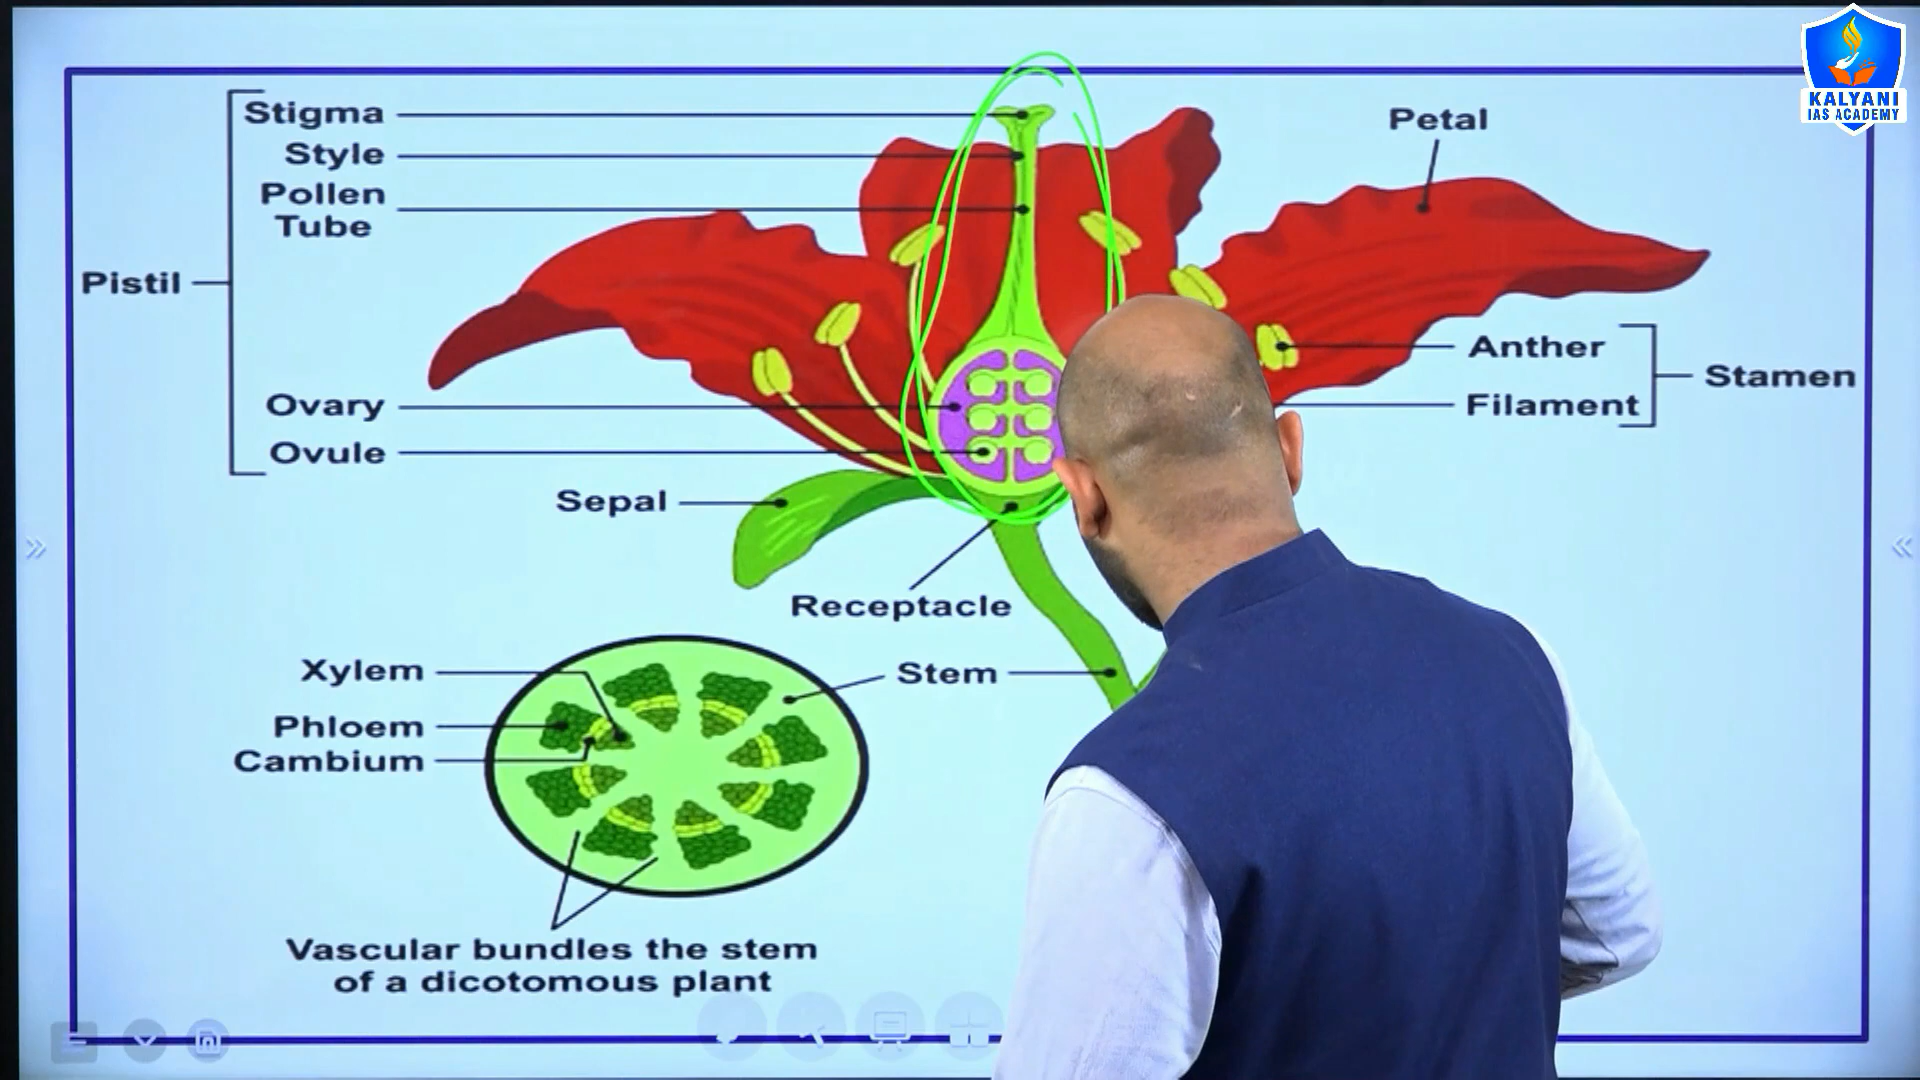 KALYANI
IAS ACADEMY
Stigma
Style
Pollen
Tube
Pistil
Ovary
Ovule
Petal
Anther
Filament
Stamen
Sepal
Receptacle
Xylem
Phloem
Cambium
Stem
Vascular bundles the stem
of a dicotomous plant